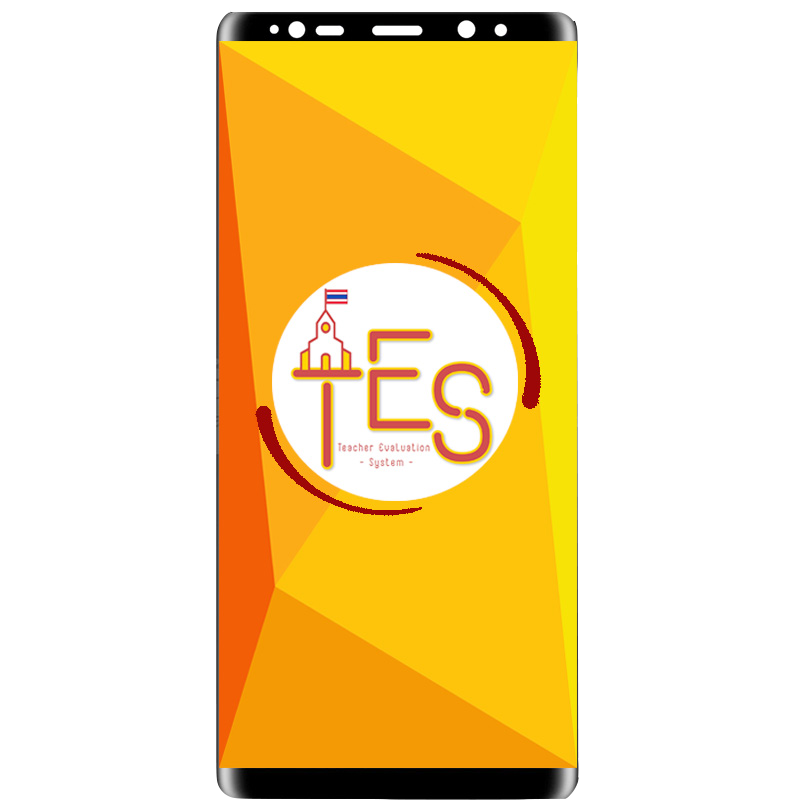 TES
Teacher Evaluation
- System -